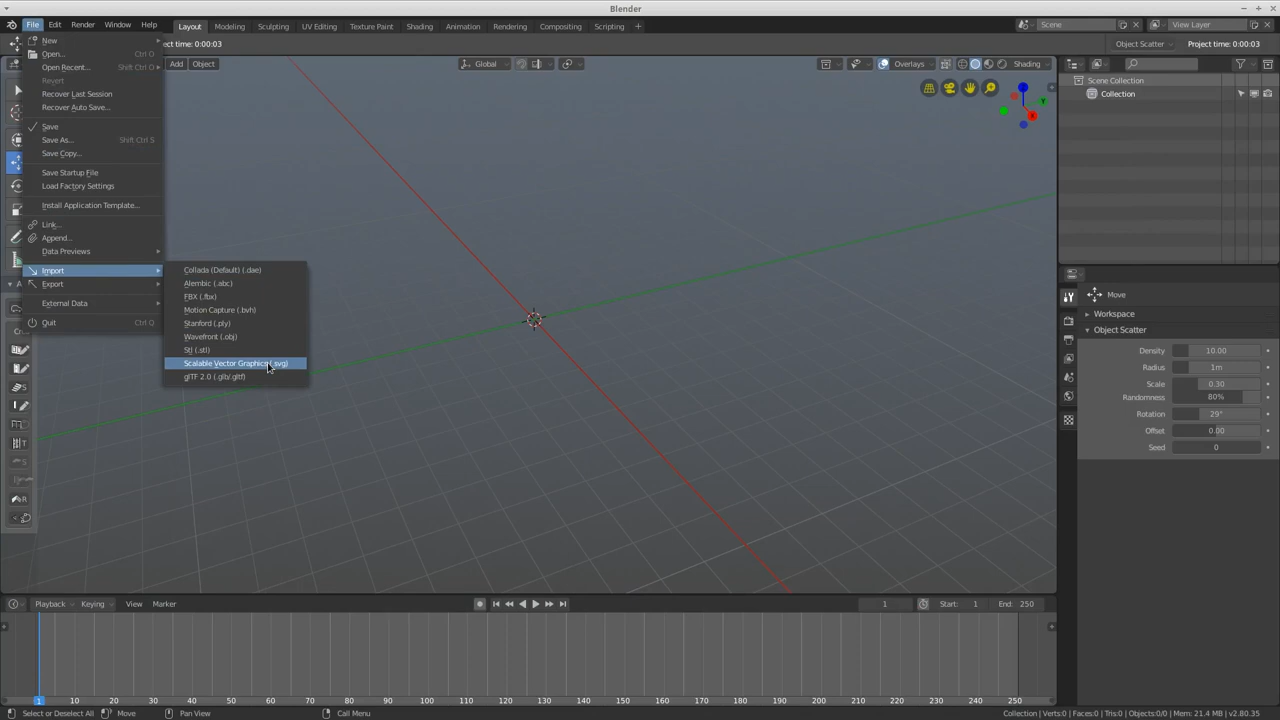 Blender
File Edit Render Window Help Layout Modeling Sculpting UV Editing Texture Paint Shading Animation Rendering Compositing Scripting + Scene View Layer
ect time: 0:00:03 Object Scatter Project time: 0:00:03
Add Object Global Overlays Shading
New
Open... Ctrl O
Open Recent... Shift Ctrl O
Revert
Recover Last Session
Recover Auto Save...
Save
Save As... Shift Ctrl S
Save Copy...
Save Startup File
Load Factory Settings
Install Application Template...
Link...
Append...
Data Previews
Import
Export
External Data
Quit Ctrl Q
Collada (Default) (.dae)
Alembic (.abc)
FBX (.fbx)
Motion Capture (.bvh)
Stanford (.ply)
Wavefront (.obj)
Stl (.stl)
Scalable Vector Graphics (.svg)
glTF 2.0 (.glb/.gltf)
Y
X
Scene Collection
Collection
Move
Workspace
Object Scatter
Density 10.00
Radius 1m
Scale 0.30
Randomness 80%
Rotation 29°
Offset 0.00
Seed 0
Playback Keying View Marker 1 Start: 1 End: 250
1 10 20 30 40 50 60 70 80 90 100 110 120 130 140 150 160 170 180 190 200 210 220 230 240 250
Select or Deselect All Move Pan View Call Menu Collection | Verts:0 | Faces:0 | Tris:0 | Objects:0/0 | Mem: 21.4 MB | v2.80.35